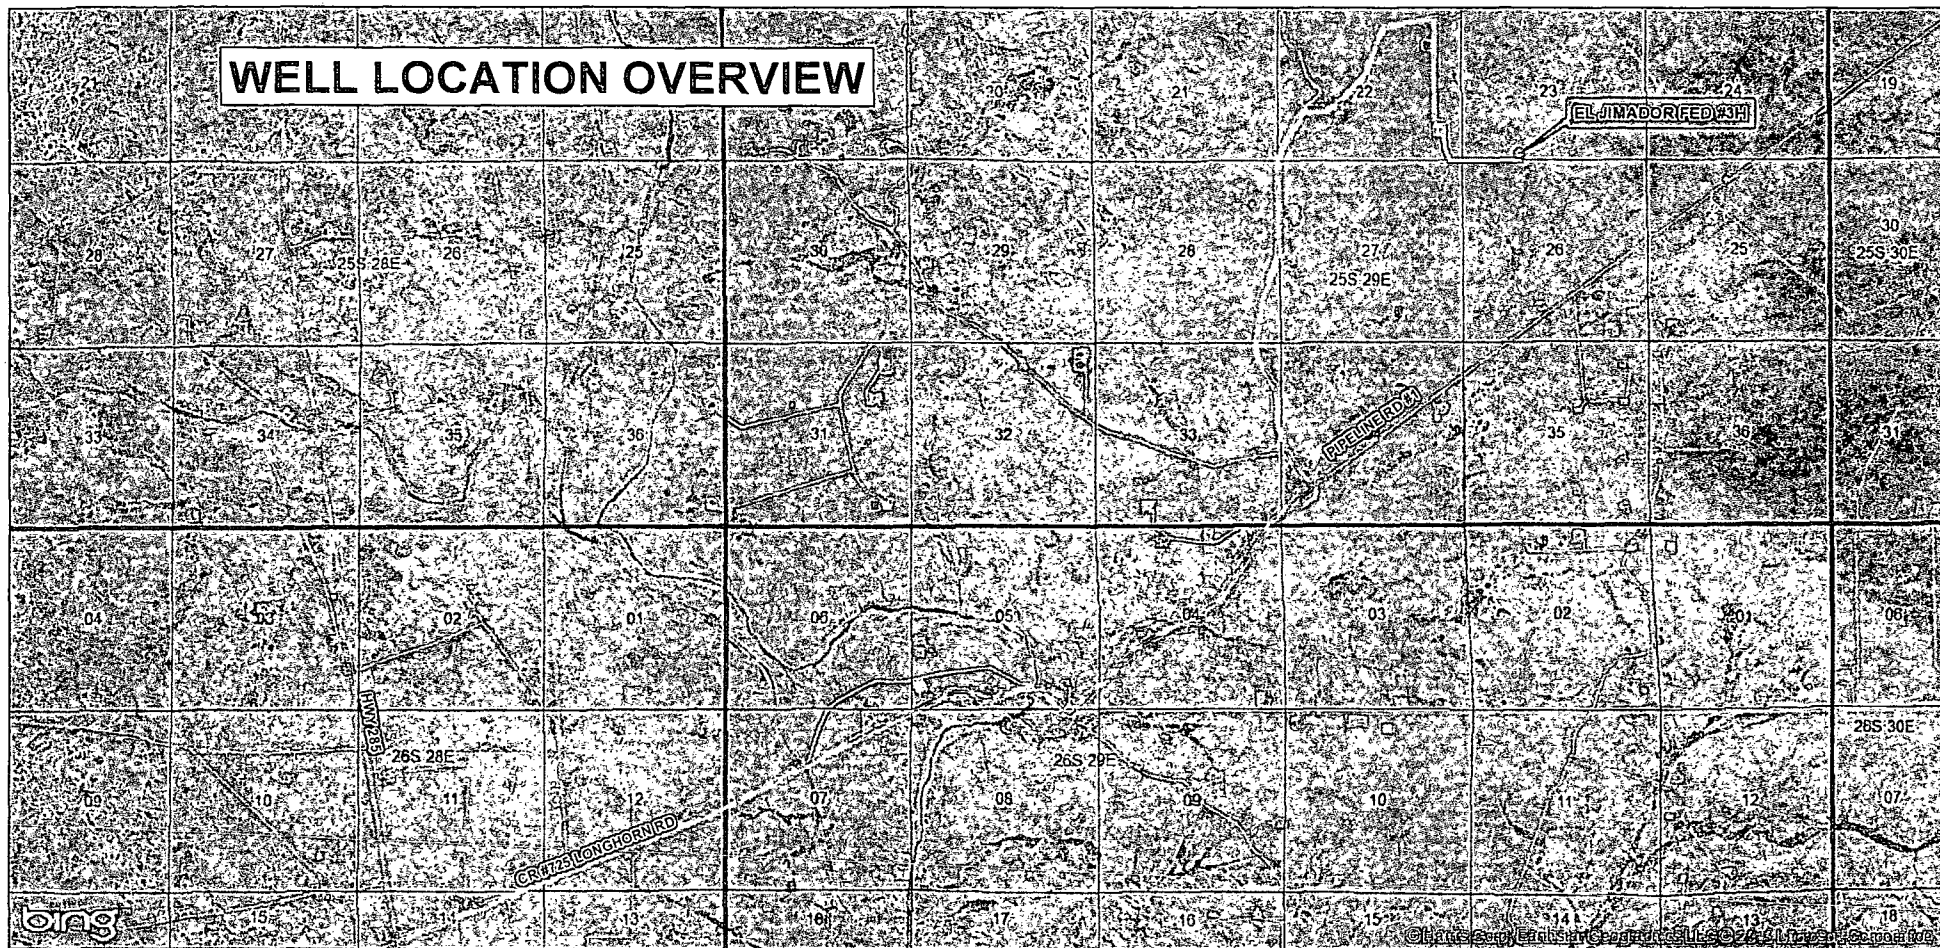 WELL LOCATION OVERVIEW
21 22 23 24 19
EL JIMADOR FED #3H
28 27 26 25 30 29 28 27 26 25 30
25S 28E 25S 29E 25S 30E
33 34 35 36 31 32 33 35 36 31
PIPELINE RD #1
04 03 02 01 06 05 04 03 02 01 06
HWY 285
26S 28E 26S 29E 26S 30E
09 10 11 12 07 08 09 10 11 12 07
CR #725 LONGHORN RD
bing
15 13 18 17 16 15 14 13 18